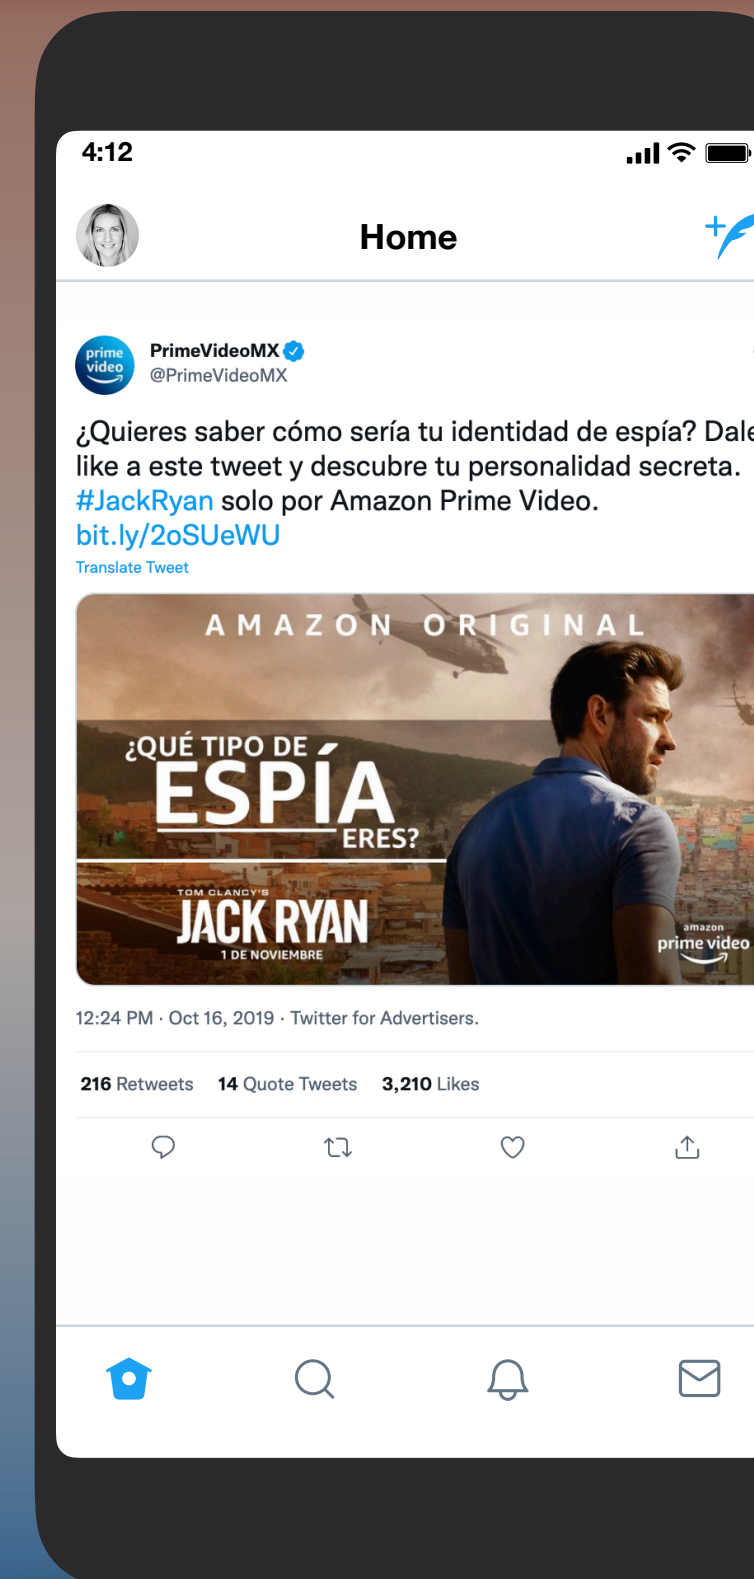 4:12
Home
prime
video
PrimeVideoMX
@PrimeVideoMX
¿Quieres saber cómo sería tu identidad de espía? Dale
like a este tweet y descubre tu personalidad secreta.
#JackRyan solo por Amazon Prime Video.
bit.ly/2oSUeWU
Translate Tweet
AMAZON ORIGINAL
¿QUÉ TIPO DE
ESPÍA
ERES?
TOM CLANCY'S
JACK RYAN
1 DE NOVIEMBRE
amazon
prime video
12:24 PM · Oct 16, 2019 · Twitter for Advertisers.
216 Retweets 14 Quote Tweets 3,210 Likes